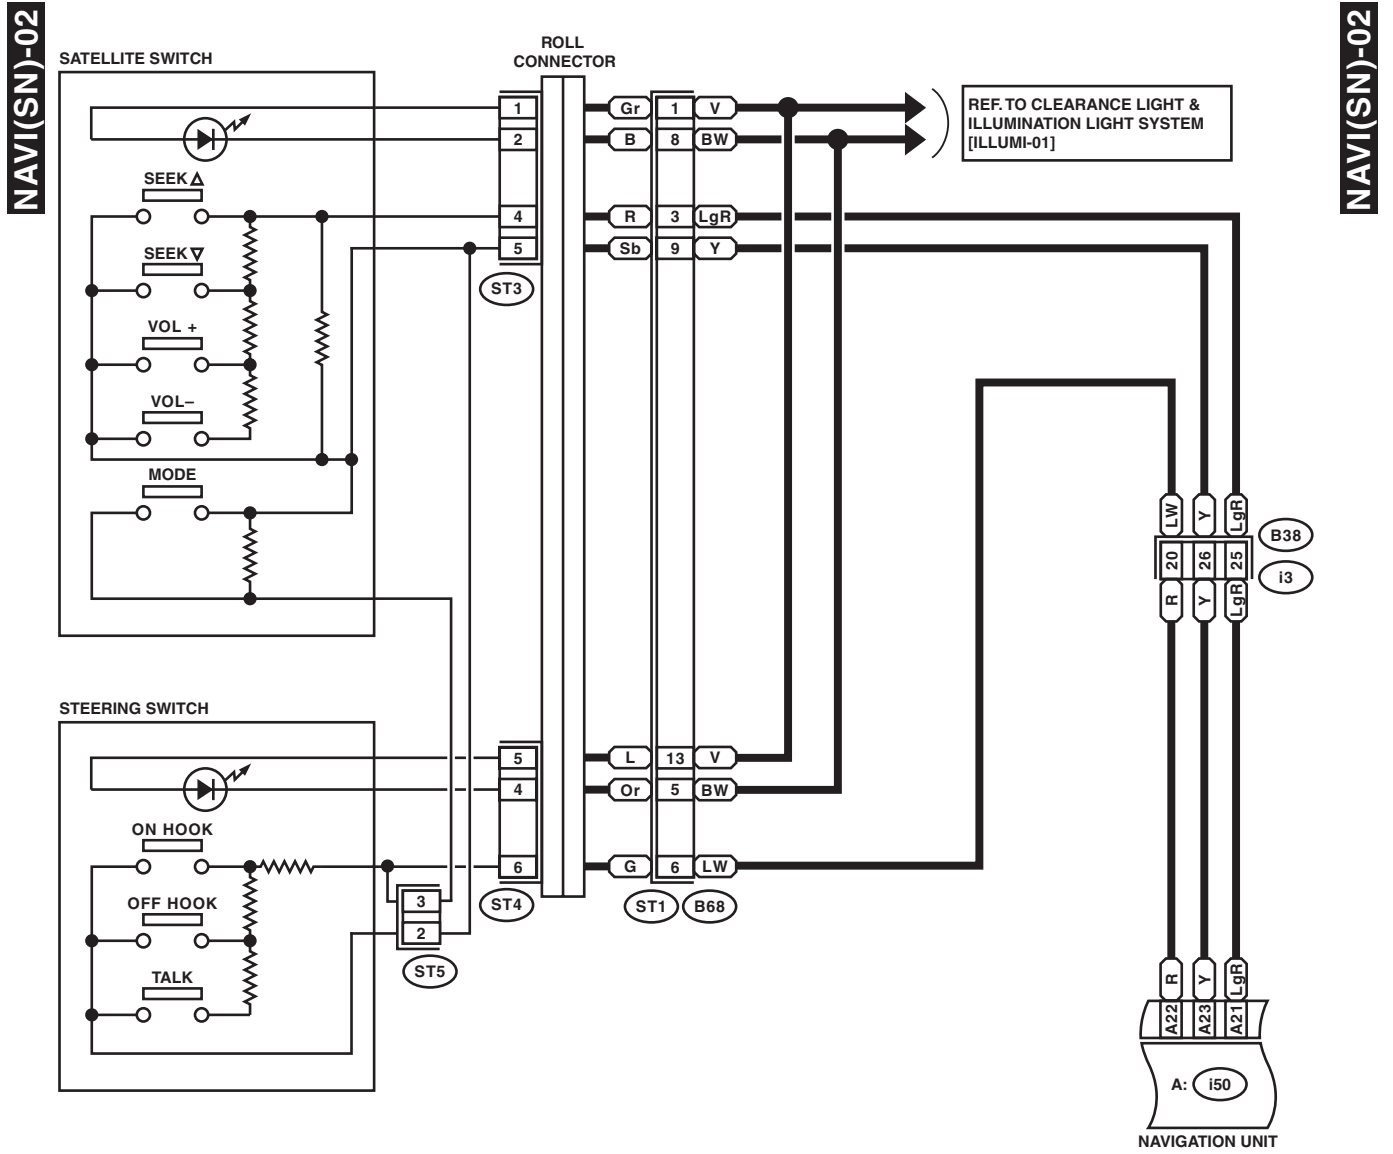 NAVI(SN)-02
NAVI(SN)-02
SATELLITE SWITCH
ROLL
CONNECTOR
REF. TO CLEARANCE LIGHT &
ILLUMINATION LIGHT SYSTEM
[ILLUMI-01]
1 Gr 1 V
2 B 8 BW
SEEK △
4 R 3 LgR
SEEK ▽
5 Sb 9 Y
ST3
VOL +
VOL–
MODE
LW Y LgR
B38
20 26 25
i3
R Y LgR
STEERING SWITCH
5 L 13 V
4 Or 5 BW
ON HOOK
6 G 6 LW
OFF HOOK
3
ST4
ST1 B68
2
ST5
TALK
R Y LgR
A22 A23 A21
A: i50
NAVIGATION UNIT